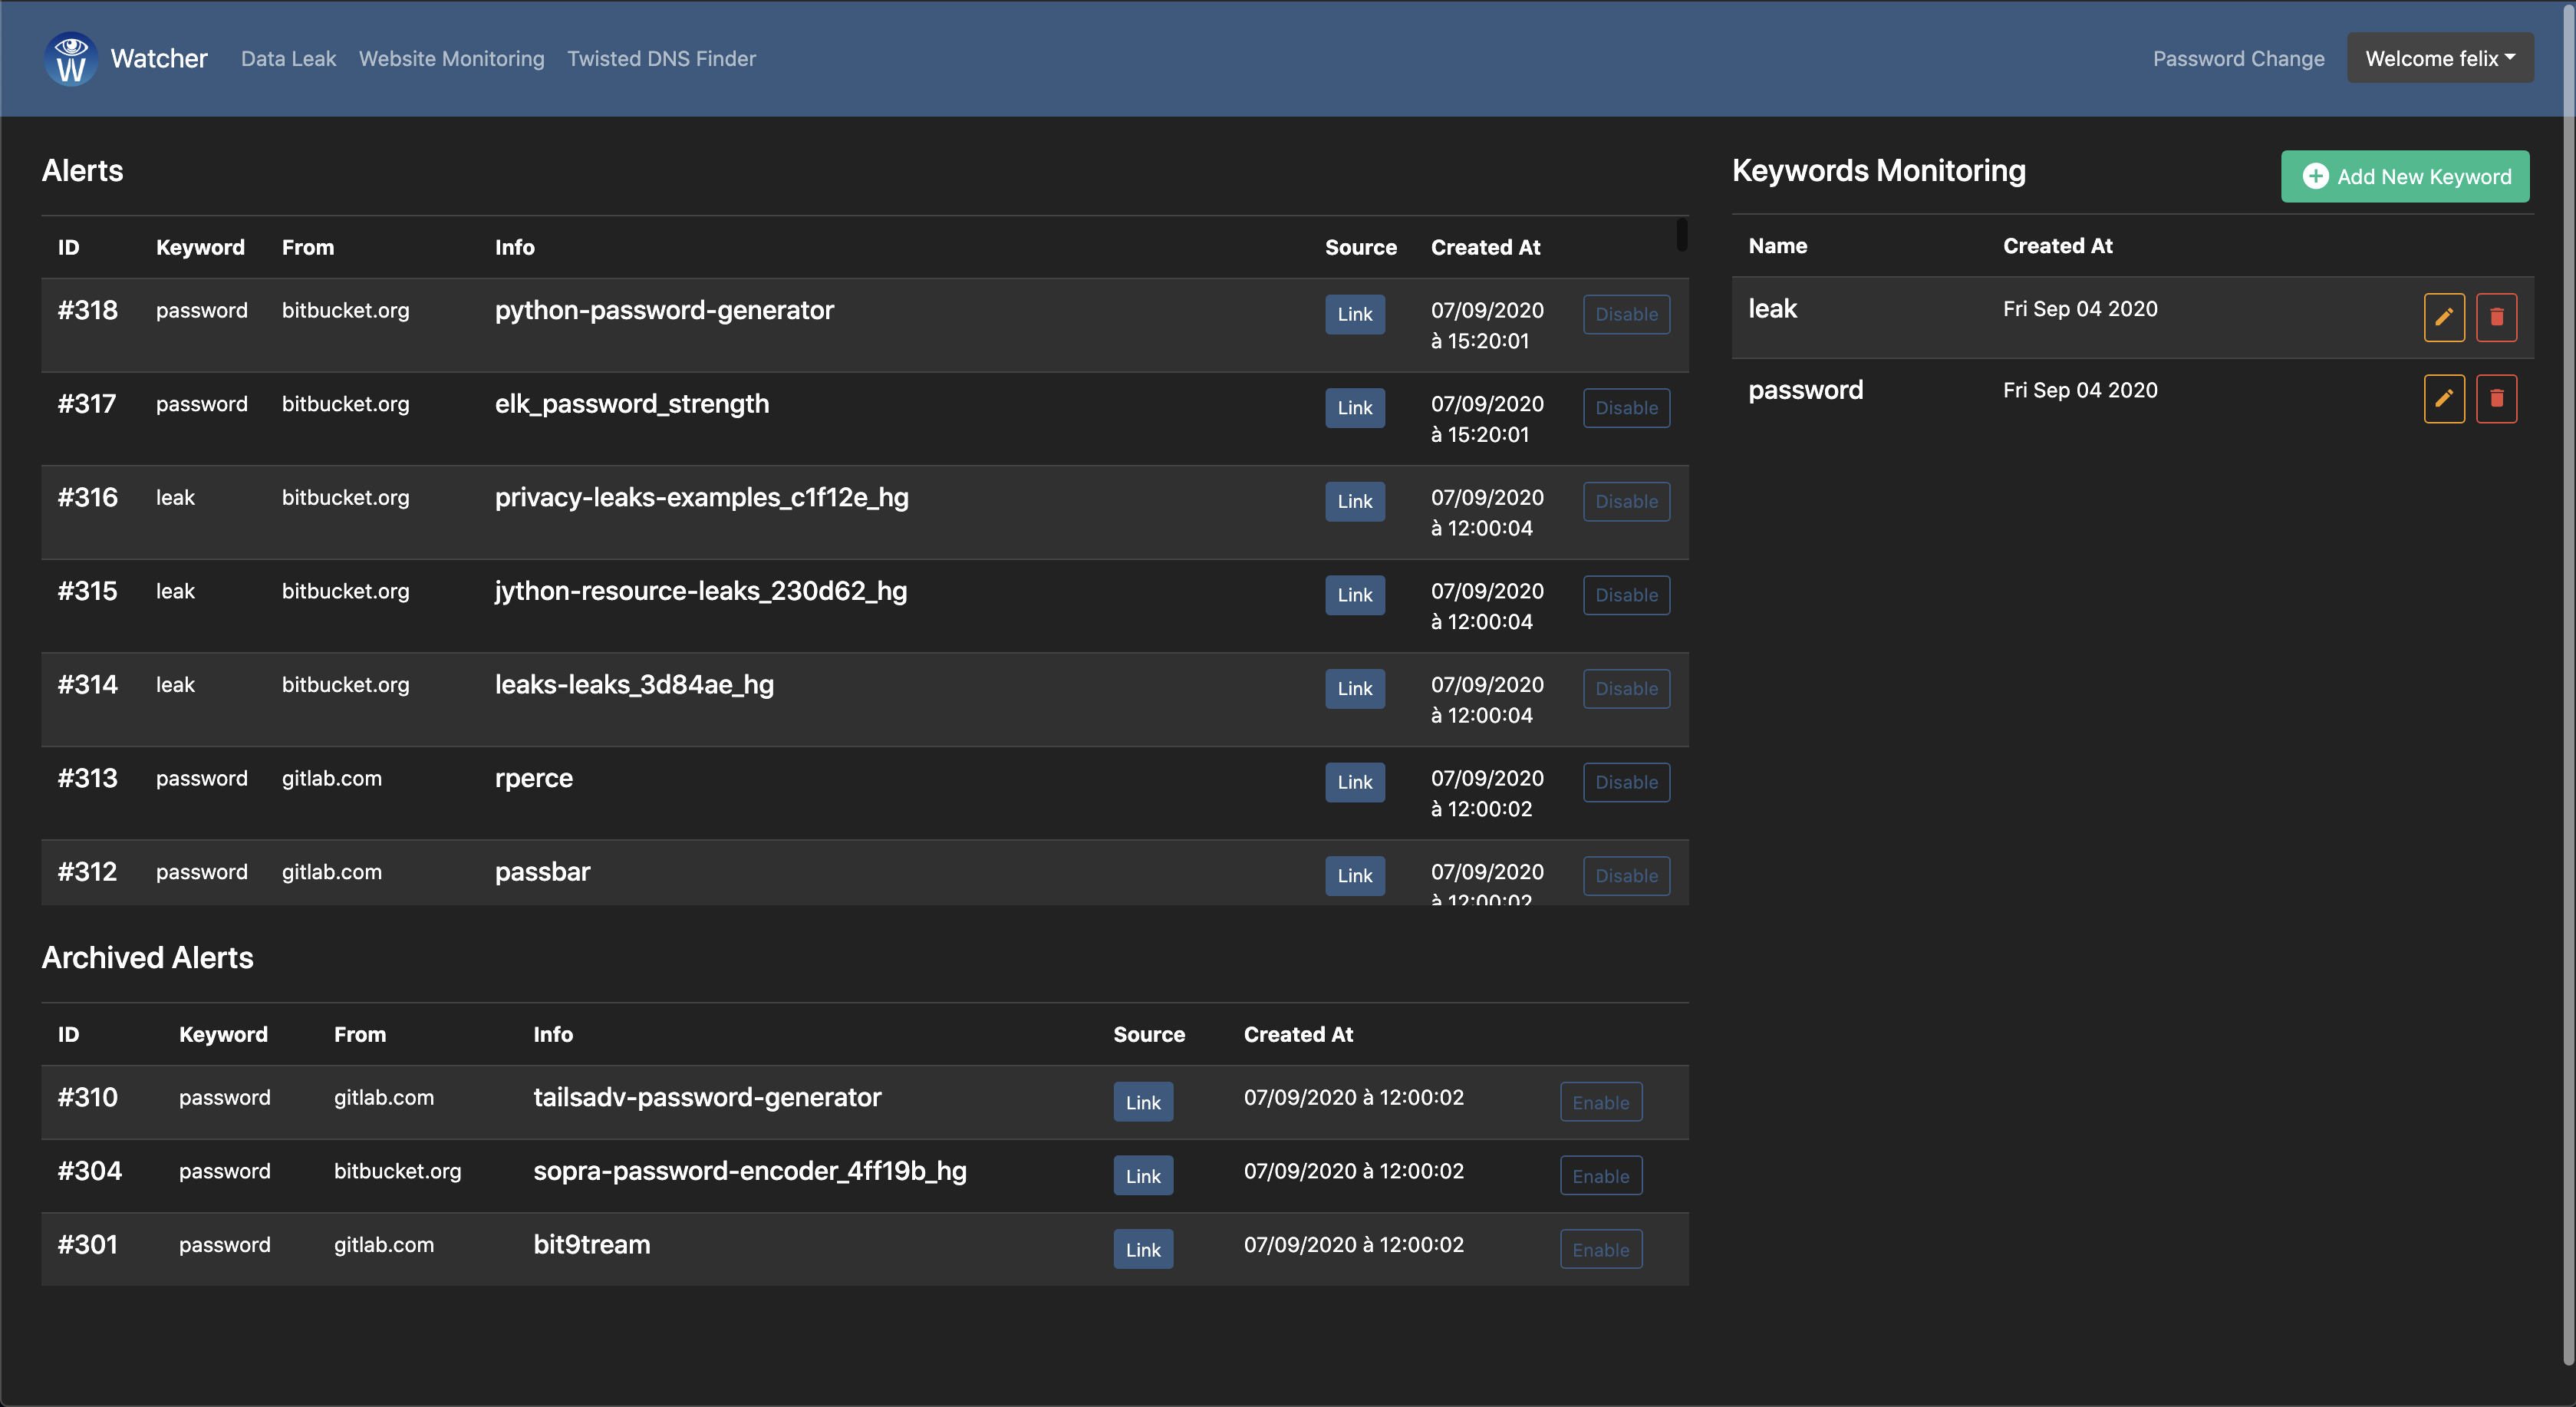 Watcher Data Leak Website Monitoring Twisted DNS Finder Password Change Welcome felix
Alerts
ID Keyword From Info Source Created At
#318 password bitbucket.org python-password-generator Link 07/09/2020 Disable
à 15:20:01
#317 password bitbucket.org elk_password_strength Link 07/09/2020 Disable
à 15:20:01
#316 leak bitbucket.org privacy-leaks-examples_c1f12e_hg Link 07/09/2020 Disable
à 12:00:04
#315 leak bitbucket.org jython-resource-leaks_230d62_hg Link 07/09/2020 Disable
à 12:00:04
#314 leak bitbucket.org leaks-leaks_3d84ae_hg Link 07/09/2020 Disable
à 12:00:04
#313 password gitlab.com rperce Link 07/09/2020 Disable
à 12:00:02
#312 password gitlab.com passbar Link 07/09/2020 Disable
à 12:00:02
Archived Alerts
ID Keyword From Info Source Created At
#310 password gitlab.com tailsadv-password-generator Link 07/09/2020 à 12:00:02 Enable
#304 password bitbucket.org sopra-password-encoder_4ff19b_hg Link 07/09/2020 à 12:00:02 Enable
#301 password gitlab.com bit9tream Link 07/09/2020 à 12:00:02 Enable
Keywords Monitoring Add New Keyword
Name Created At
leak Fri Sep 04 2020
password Fri Sep 04 2020